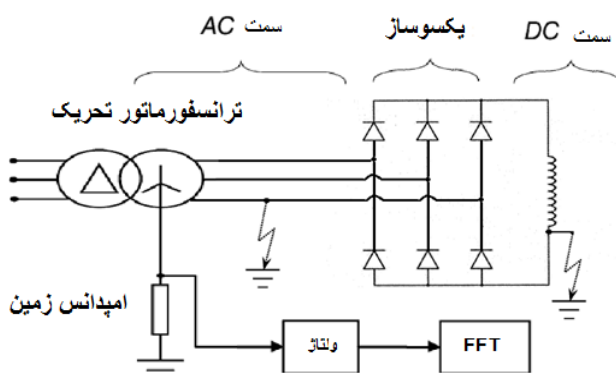 سمت AC
یکسوساز
سمت DC
ترانسفورماتور تحریک
امپدانس زمین
ولتاژ
FFT